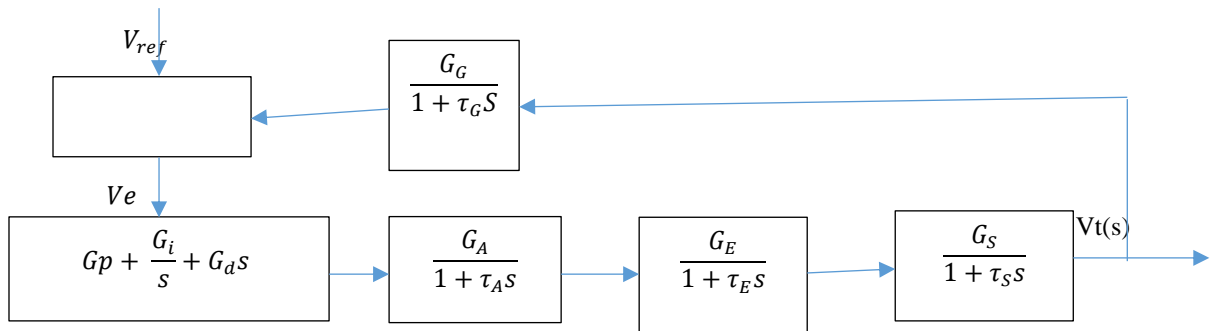 V_ref
G_G
1 + τ_G S
Ve
Vt(s)
Gp + G_i/s + G_d s
G_A
1 + τ_A s
G_E
1 + τ_E s
G_S
1 + τ_S s